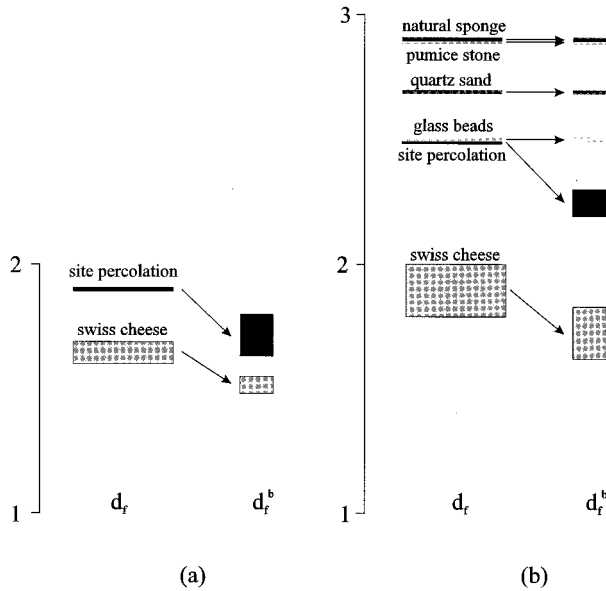 2
site percolation
swiss cheese
1
d_f
d_f^b
(a)
3
natural sponge
pumice stone
quartz sand
glass beads
site percolation
2
swiss cheese
1
d_f
d_f^b
(b)